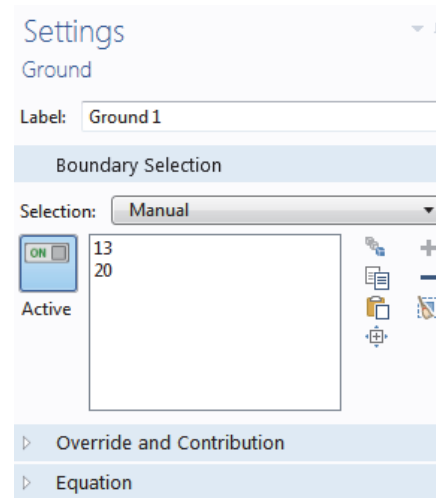 Settings
Ground
Label: Ground 1
Boundary Selection
Selection: Manual
ON
13
20
Active
Override and Contribution
Equation